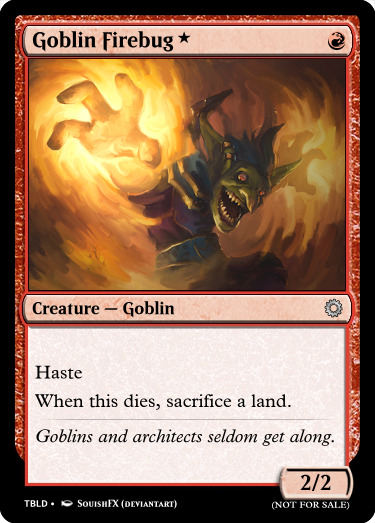 Goblin Firebug★
Creature — Goblin
Haste
When this dies, sacrifice a land.
Goblins and architects seldom get along.
2/2
TBLD • SquishFX (deviantart)
(NOT FOR SALE)